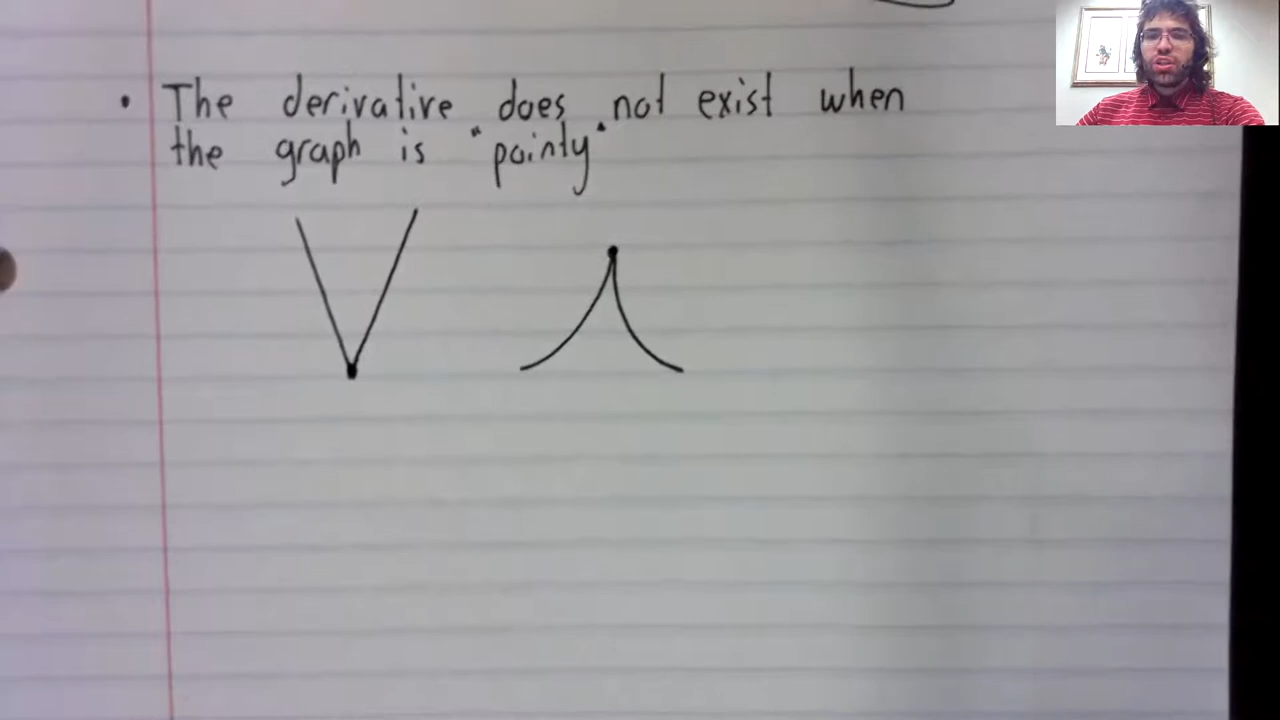 • The derivative does not exist when
the graph is "pointy"